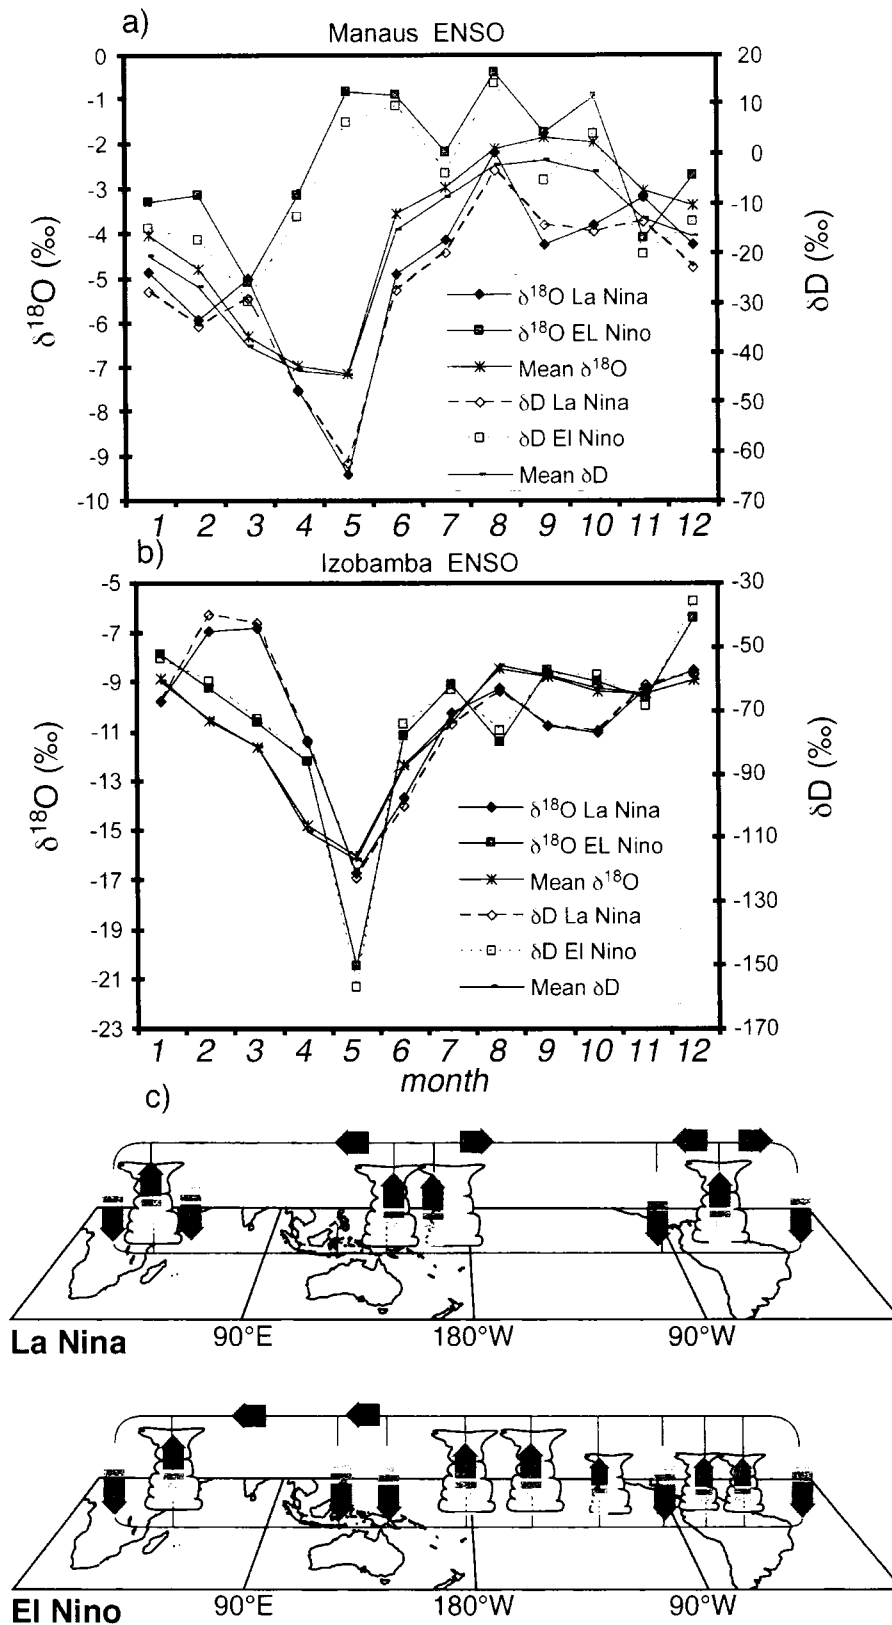 a)
Manaus ENSO
0
-1
-2
-3
-4
-5
-6
-7
-8
-9
-10
δ¹⁸O (‰)
20
10
0
-10
-20
-30
-40
-50
-60
-70
δD (‰)
δ¹⁸O La Nina
δ¹⁸O EL Nino
Mean δ¹⁸O
δD La Nina
δD El Nino
Mean δD
1 2 3 4 5 6 7 8 9 10 11 12
b)
Izobamba ENSO
-5
-7
-9
-11
-13
-15
-17
-19
-21
-23
δ¹⁸O (‰)
-30
-50
-70
-90
-110
-130
-150
-170
δD (‰)
δ¹⁸O La Nina
δ¹⁸O EL Nino
Mean δ¹⁸O
δD La Nina
δD El Nino
Mean δD
1 2 3 4 5 6 7 8 9 10 11 12
month
c)
La Nina
90°E 180°W 90°W
El Nino
90°E 180°W 90°W